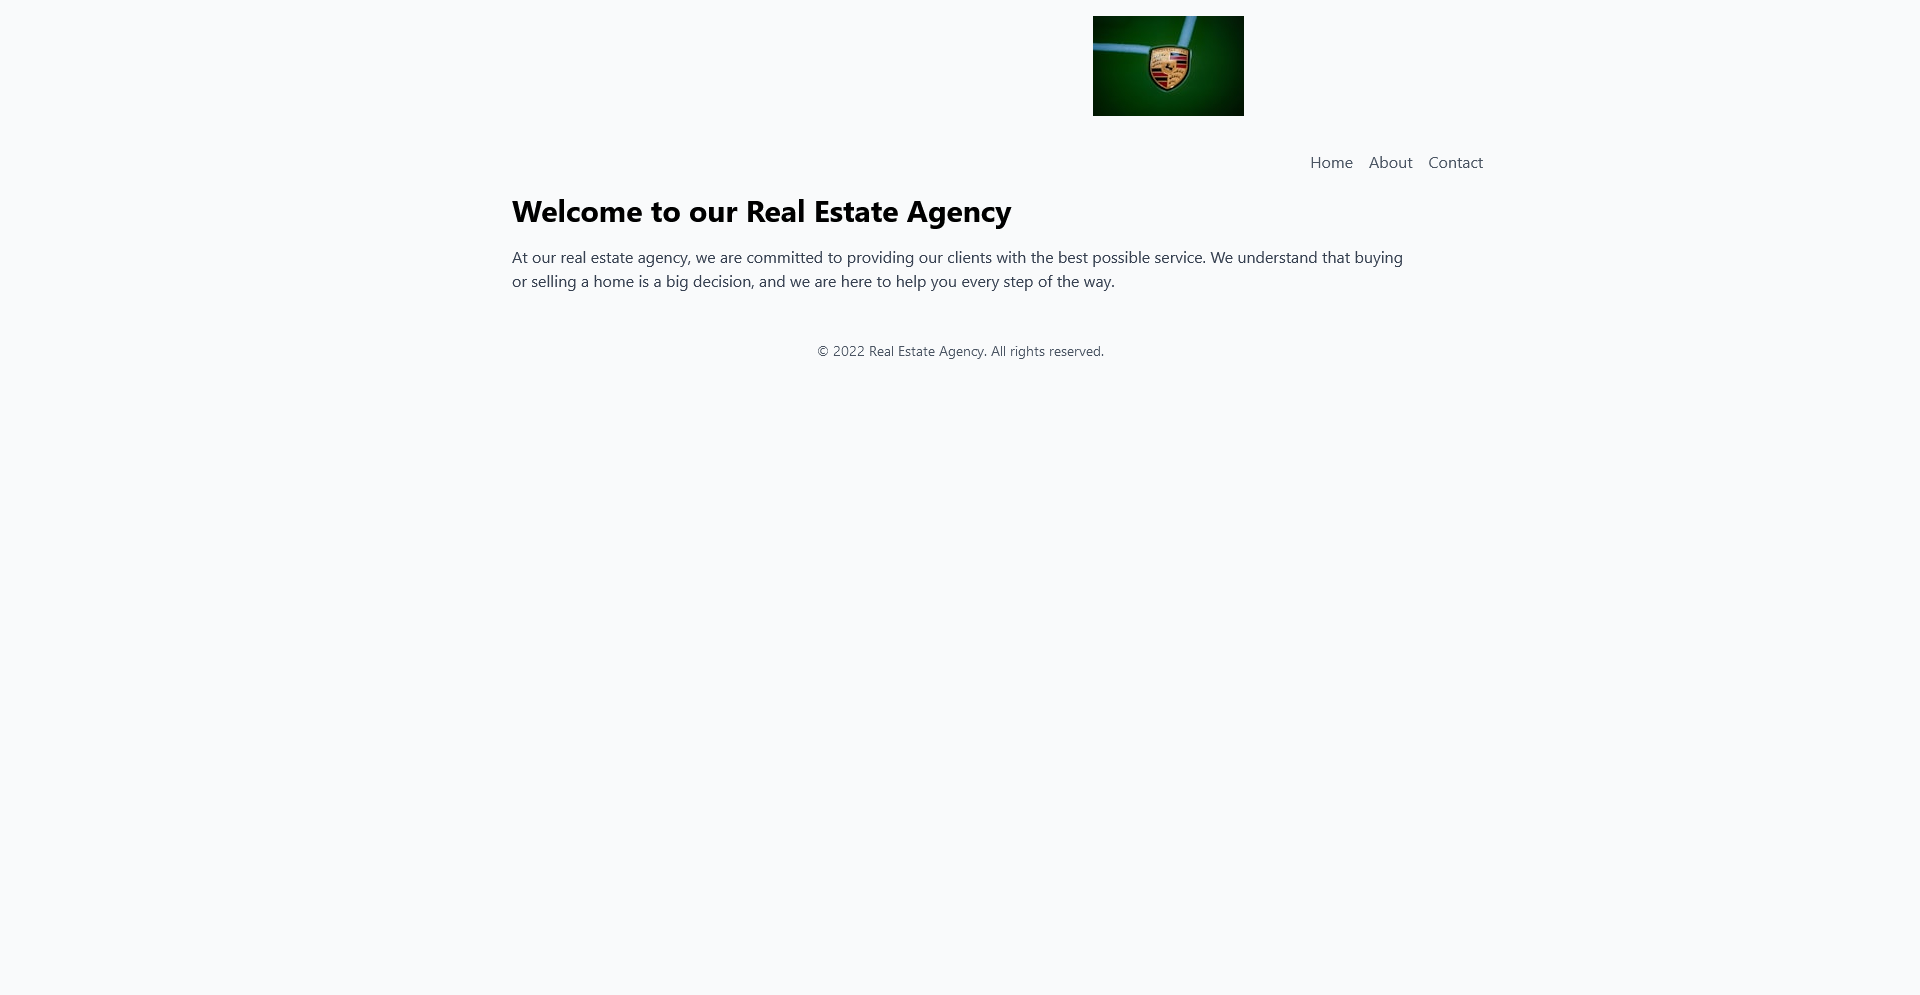 Home About Contact
Welcome to our Real Estate Agency
At our real estate agency, we are committed to providing our clients with the best possible service. We understand that buying
or selling a home is a big decision, and we are here to help you every step of the way.
© 2022 Real Estate Agency. All rights reserved.